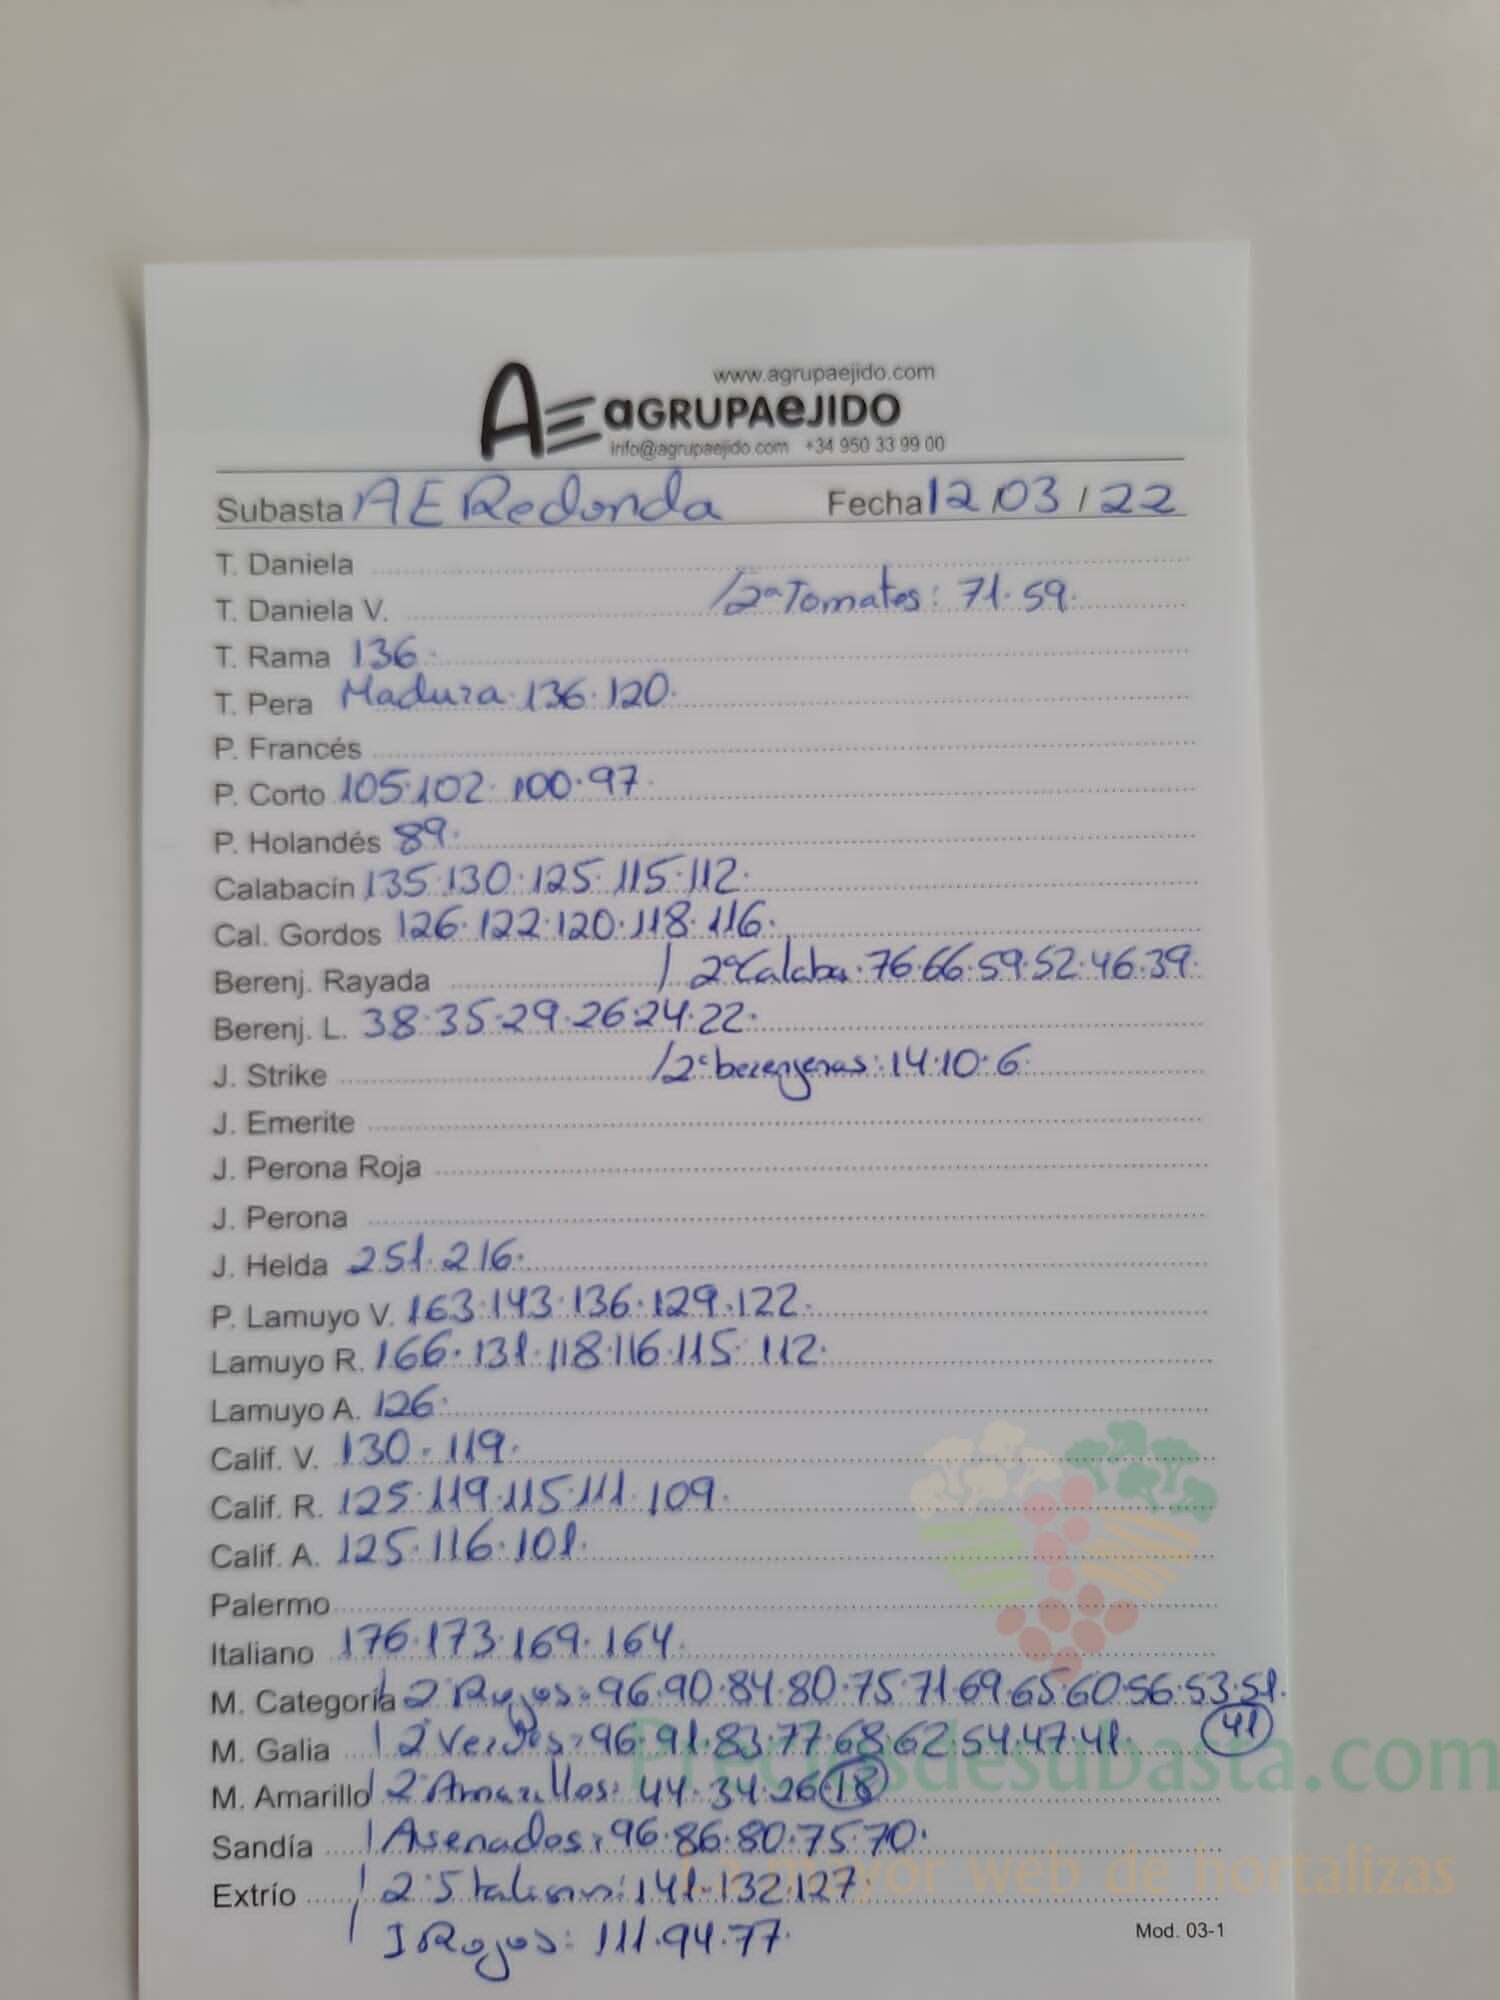 www.agrupaejido.com
AE aGRUPAeJIDO
info@agrupaejido.com +34 950 33 99 00
Subasta AE Redonda Fecha 12/03/22
T. Daniela
T. Daniela V. /2ª Tomates: 71.59.
T. Rama 136.
T. Pera Madura.136.120.
P. Francés
P. Corto 105.102.100.97.
P. Holandés 89.
Calabacín 135.130.125.115.112.
Cal. Gordos 126.122.120.118.116.
Berenj. Rayada / 2ª Calaba.76.66.59.52.46.39.
Berenj. L. 38.35.29.26.24.22.
J. Strike /2ª berenjenas:14.10.6.
J. Emerite
J. Perona Roja
J. Perona
J. Helda 251.216.
P. Lamuyo V. 163.143.136.129.122.
Lamuyo R. 166.131.118.116.115.112.
Lamuyo A. 126.
Calif. V. 130.119.
Calif. R. 125.119.115.111.109.
Calif. A. 125.116.101.
Palermo
Italiano 176.173.169.164.
M. Categoría / 2ª Rojos:96.90.84.80.75.71.69.65.60.56.53.51.
M. Galia / 2ª Verdes:96.91.83.77.68.62.54.47.41. 41
M. Amarillo / 2ª Amarillos: 44.34.26.18
Sandía / Asenados:96.86.80.75.70.
Extrío / 2ª Italianos:141.132.127.
/ I Rojos: 111.94.77.
Mod. 03-1
Preciosdesubasta.com
La mayor web de hortalizas